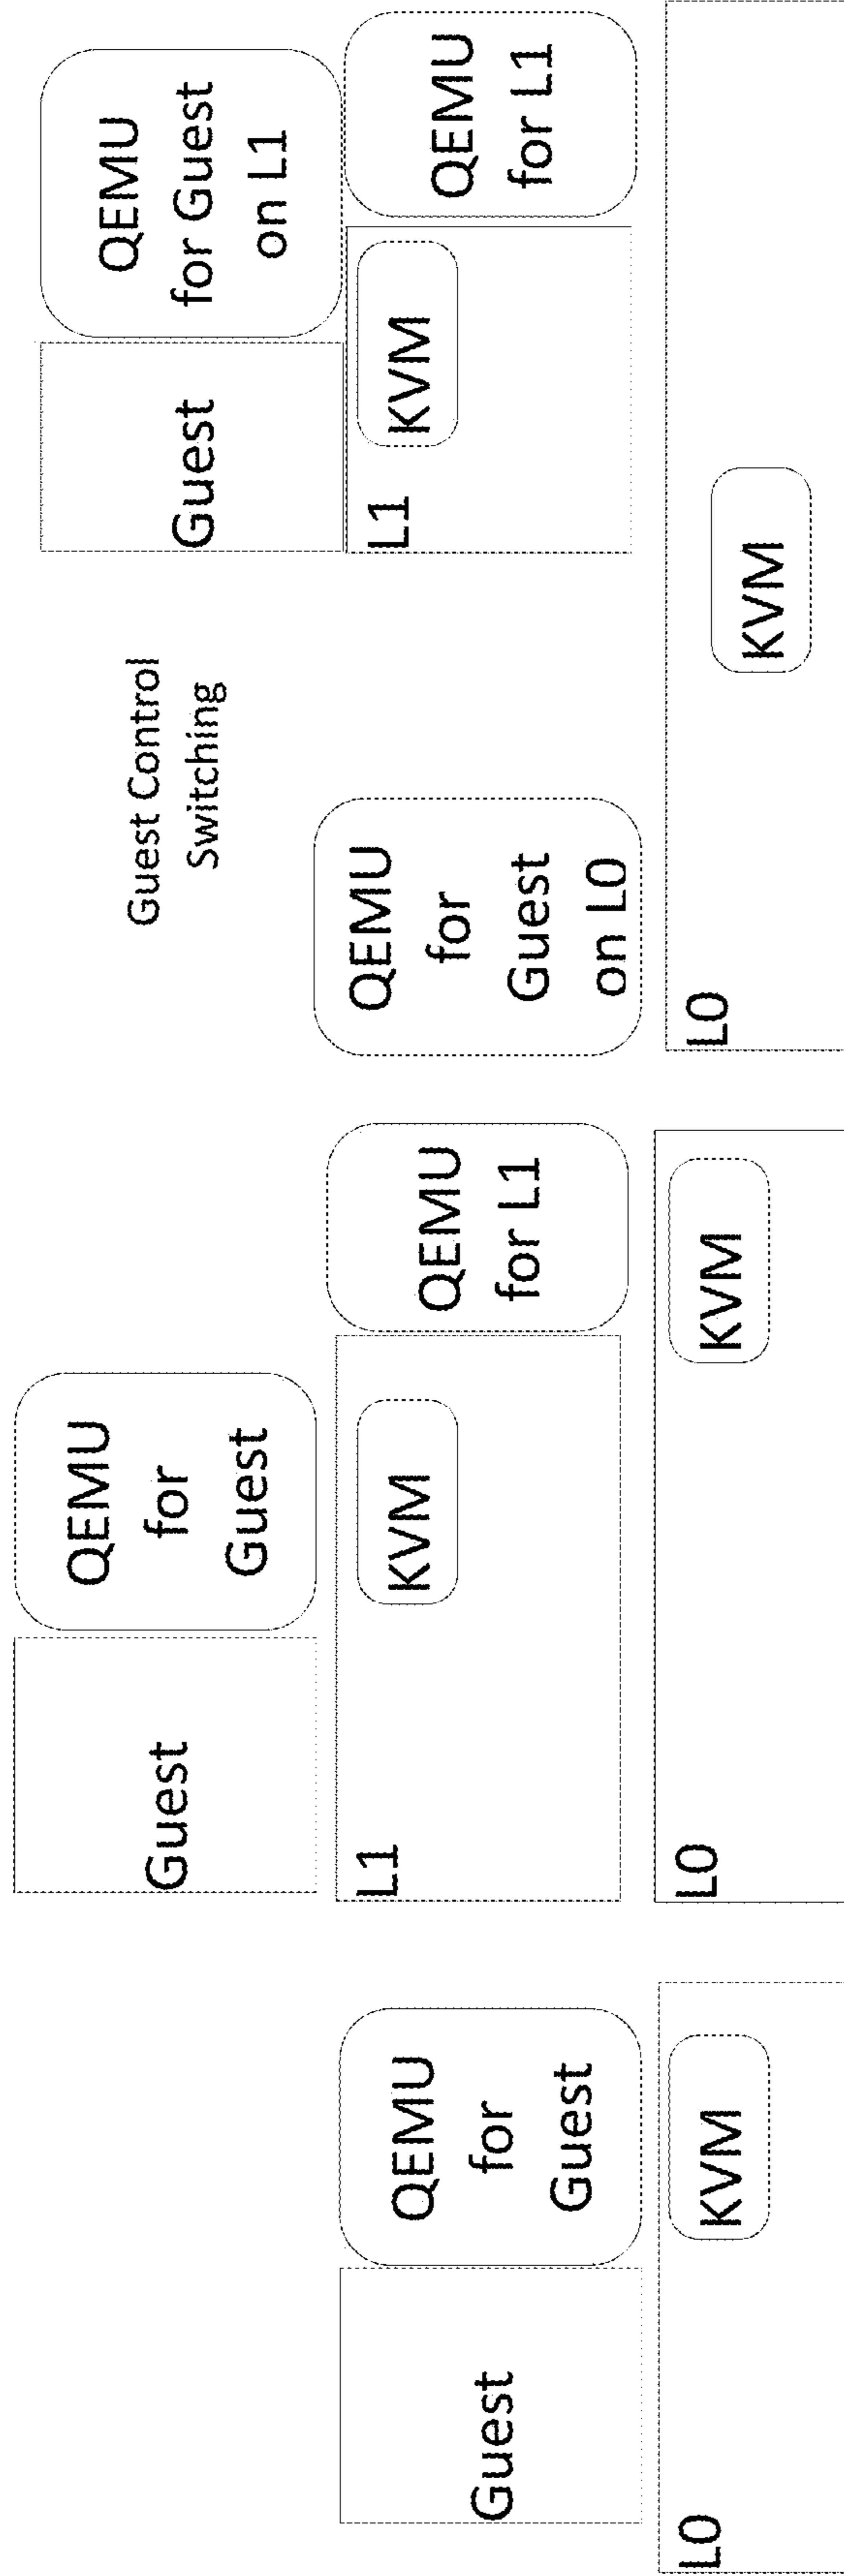 Guest
QEMU
for
Guest
KVM
L0
Guest
QEMU
for
Guest
L1
KVM
QEMU
for L1
L0
KVM
Guest Control
Switching
Guest
QEMU
for Guest
on L1
QEMU
for
Guest
on L0
L1
KVM
QEMU
for L1
L0
KVM